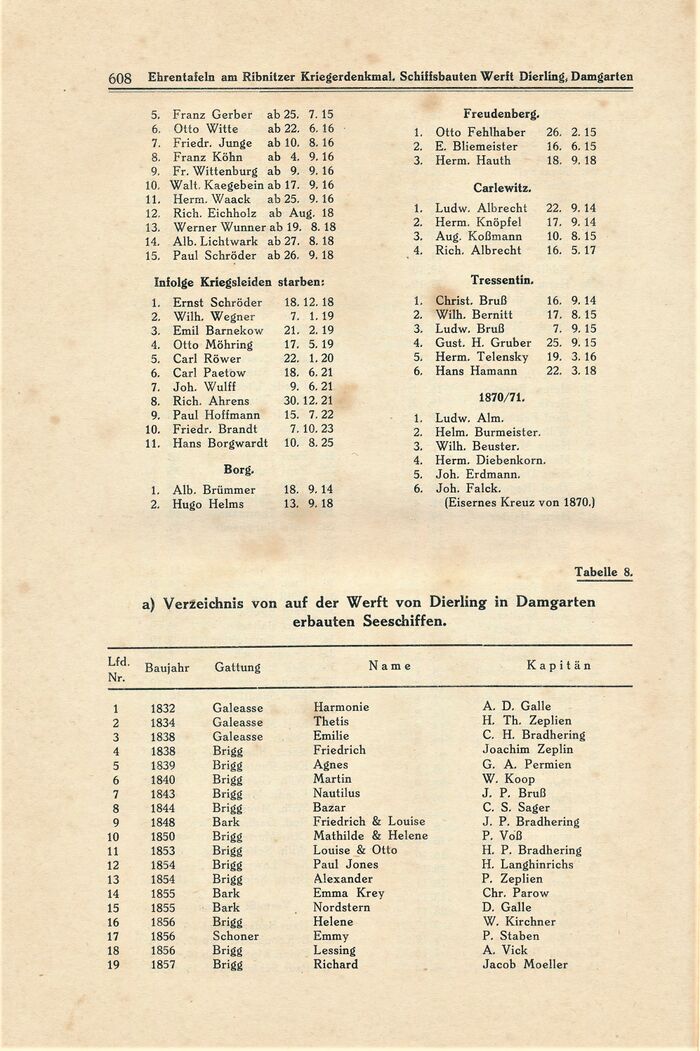 608 Ehrentafeln am Ribnitzer Kriegerdenkmal. Schiffsbauten Werft Dierling, Damgarten
5. Franz Gerber ab 25. 7. 15
6. Otto Witte ab 22. 6. 16
7. Friedr. Junge ab 10. 8. 16
8. Franz Köhn ab 4. 9. 16
9. Fr. Wittenburg ab 9. 9. 16
10. Walt. Kaegebein ab 17. 9. 16
11. Herm. Waack ab 25. 9. 16
12. Rich. Eichholz ab Aug. 18
13. Werner Wunner ab 19. 8. 18
14. Alb. Lichtwark ab 27. 8. 18
15. Paul Schröder ab 26. 9. 18
Infolge Kriegsleiden starben:
1. Ernst Schröder 18. 12. 18
2. Wilh. Wegner 7. 1. 19
3. Emil Barnekow 21. 2. 19
4. Otto Möhring 17. 5. 19
5. Carl Röwer 22. 1. 20
6. Carl Paetow 18. 6. 21
7. Joh. Wulff 9. 6. 21
8. Rich. Ahrens 30. 12. 21
9. Paul Hoffmann 15. 7. 22
10. Friedr. Brandt 7. 10. 23
11. Hans Borgwardt 10. 8. 25
Borg.
1. Alb. Brümmer 18. 9. 14
2. Hugo Helms 13. 9. 18
Freudenberg.
1. Otto Fehlhaber 26. 2. 15
2. E. Bliemeister 16. 6. 15
3. Herm. Hauth 18. 9. 18
Carlewitz.
1. Ludw. Albrecht 22. 9. 14
2. Herm. Knöpfel 17. 9. 14
3. Aug. Koßmann 10. 8. 15
4. Rich. Albrecht 16. 5. 17
Tressentin.
1. Christ. Bruß 16. 9. 14
2. Wilh. Bernitt 17. 8. 15
3. Ludw. Bruß 7. 9. 15
4. Gust. H. Gruber 25. 9. 15
5. Herm. Telensky 19. 3. 16
6. Hans Hamann 22. 3. 18
1870/71.
1. Ludw. Alm.
2. Helm. Burmeister.
3. Wilh. Beuster.
4. Herm. Diebenkorn.
5. Joh. Erdmann.
6. Joh. Falck.
(Eisernes Kreuz von 1870.)
Tabelle 8.
a) Verzeichnis von auf der Werft von Dierling in Damgarten
erbauten Seeschiffen.
Lfd. Nr. Baujahr Gattung Name Kapitän
1 1832 Galeasse Harmonie A. D. Galle
2 1834 Galeasse Thetis H. Th. Zeplien
3 1838 Galeasse Emilie C. H. Bradhering
4 1838 Brigg Friedrich Joachim Zeplin
5 1839 Brigg Agnes G. A. Permien
6 1840 Brigg Martin W. Koop
7 1843 Brigg Nautilus J. P. Bruß
8 1844 Brigg Bazar C. S. Sager
9 1848 Bark Friedrich & Louise J. P. Bradhering
10 1850 Brigg Mathilde & Helene P. Voß
11 1853 Brigg Louise & Otto H. P. Bradhering
12 1854 Brigg Paul Jones H. Langhinrichs
13 1854 Brigg Alexander P. Zeplien
14 1855 Bark Emma Krey Chr. Parow
15 1855 Bark Nordstern D. Galle
16 1856 Brigg Helene W. Kirchner
17 1856 Schoner Emmy P. Staben
18 1856 Brigg Lessing A. Vick
19 1857 Brigg Richard Jacob Moeller